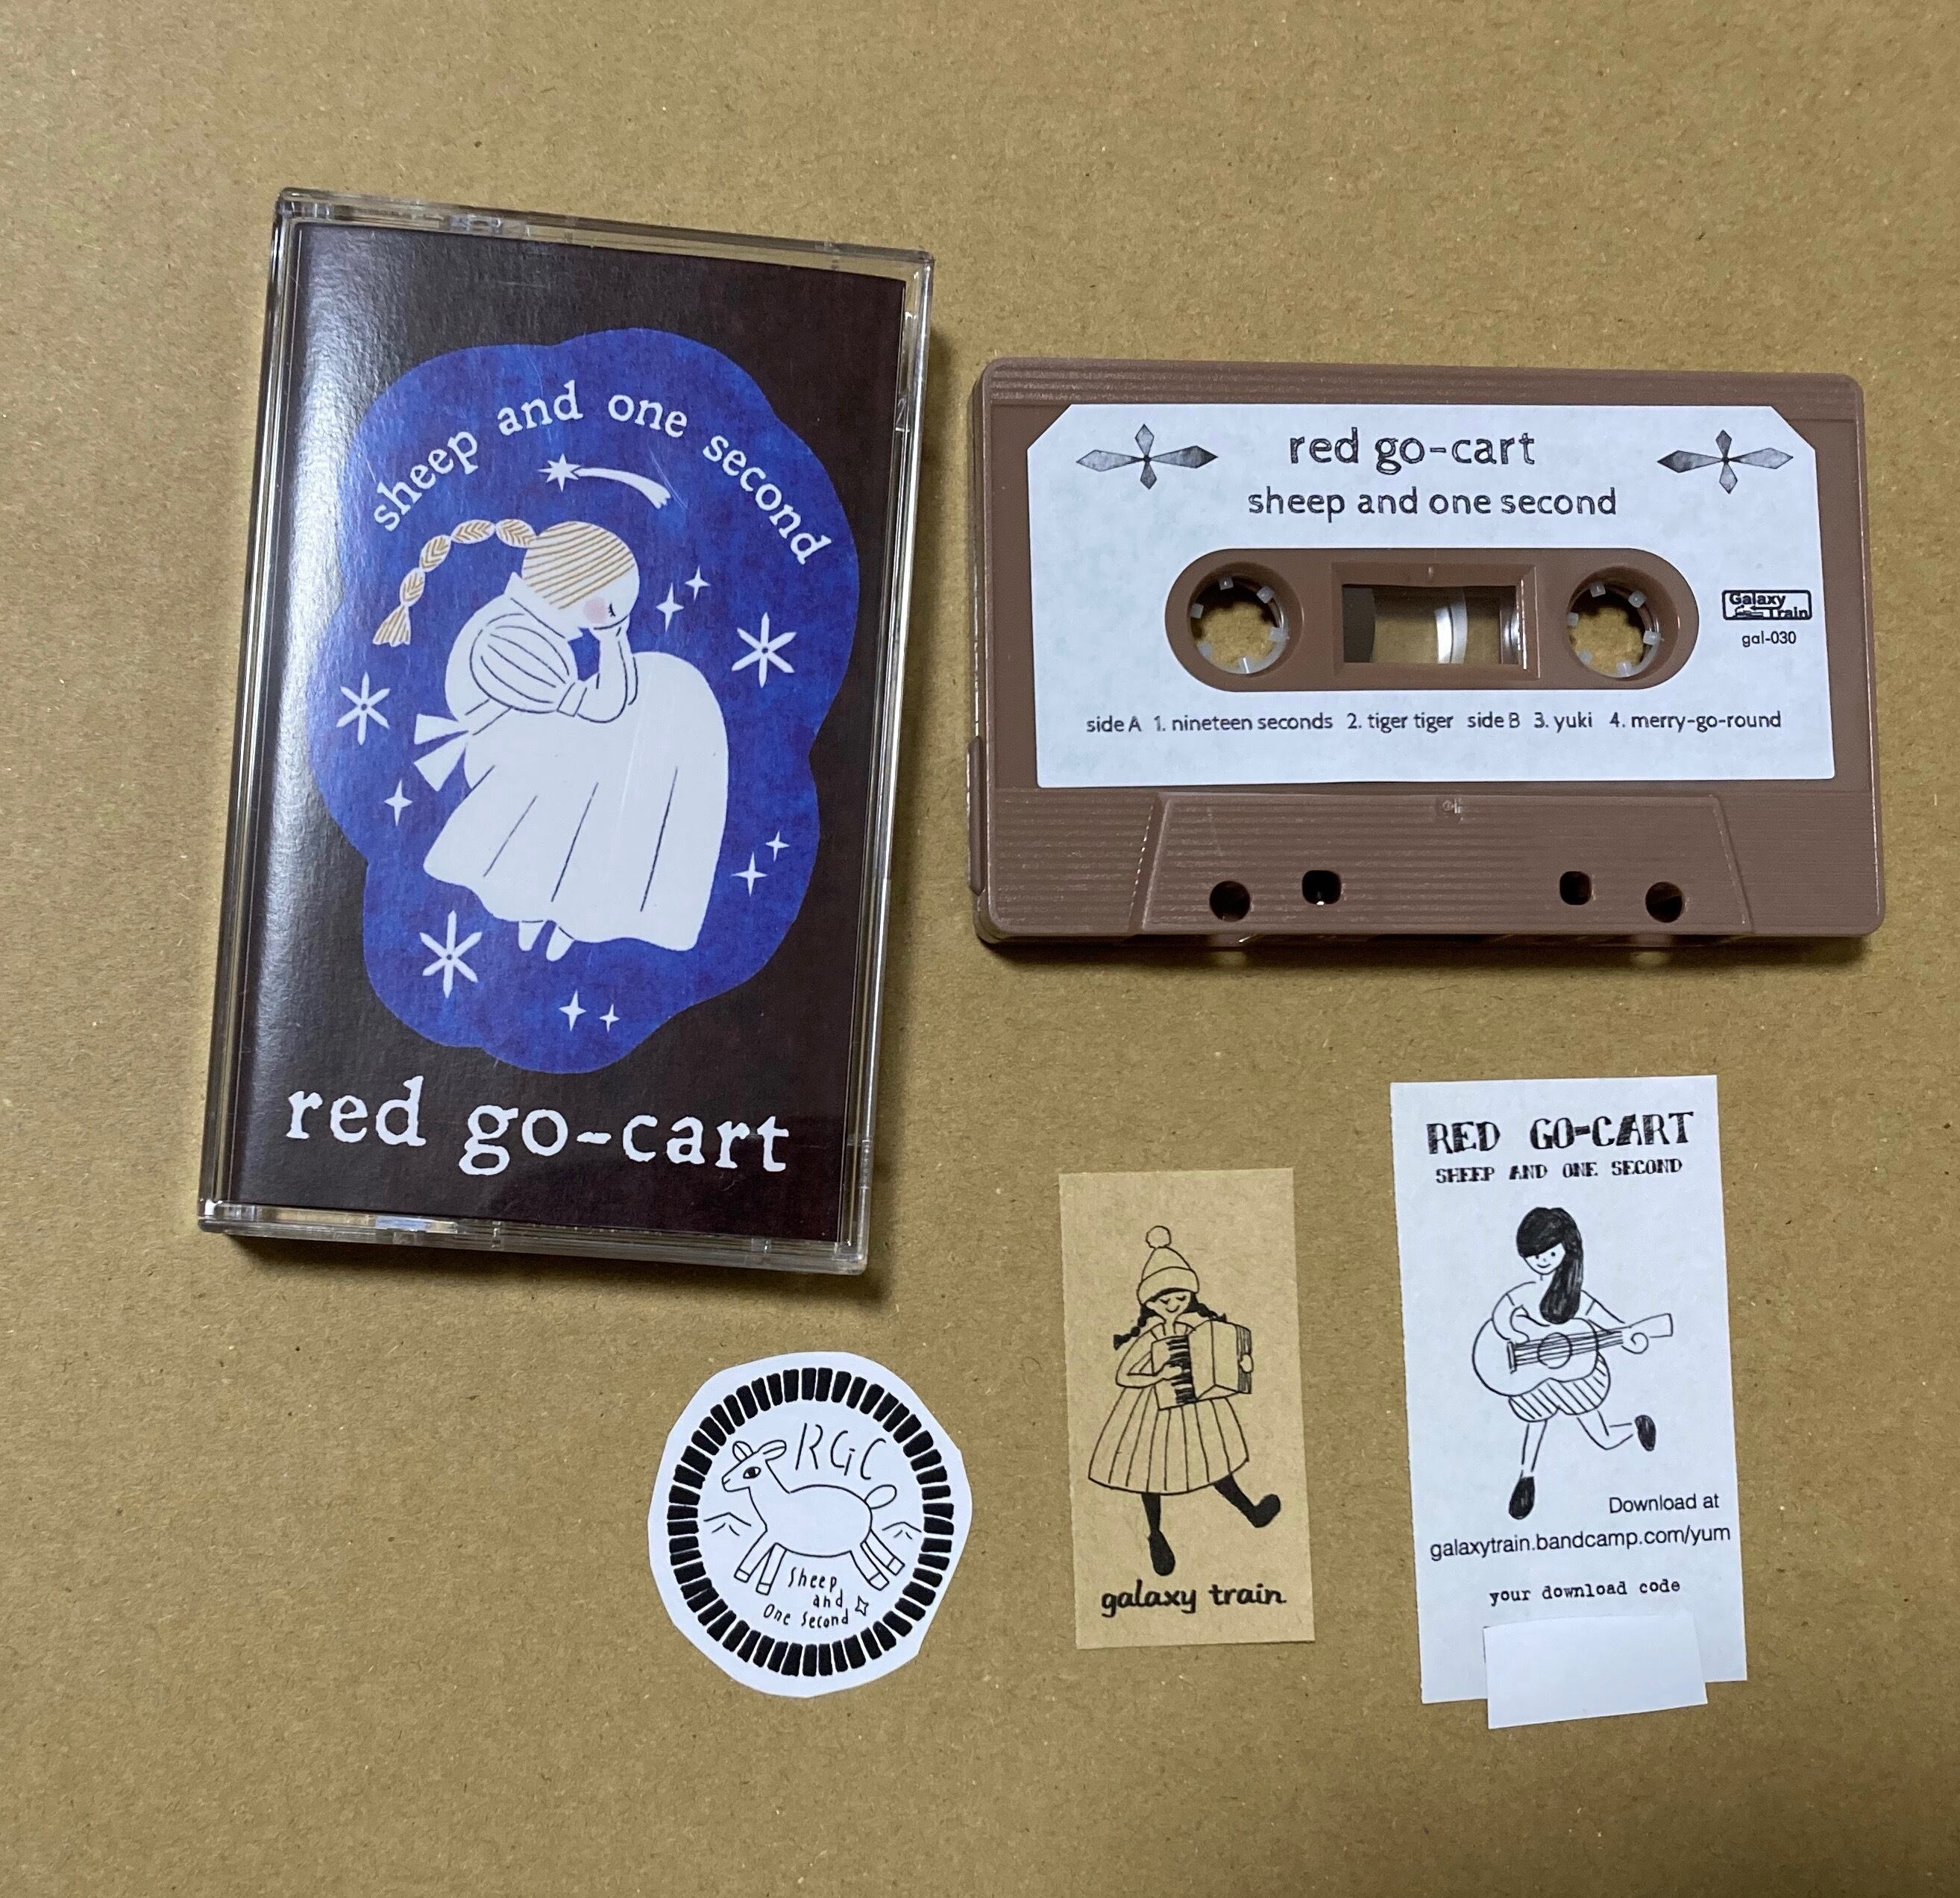 sheep and one second
red go-cart
red go-cart
sheep and one second
Galaxy
Train
gal-030
side A 1. nineteen seconds 2. tiger tiger side B 3. yuki 4. merry-go-round
RGC
Sheep
and
One Second
galaxy train
RED GO-CART
SHEEP AND ONE SECOND
Download at
galaxytrain.bandcamp.com/yum
your download code